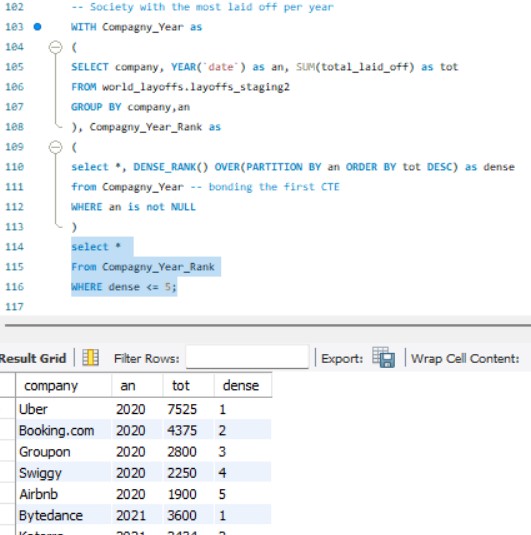 102 -- Society with the most laid off per year
103 WITH Compagny_Year as
104 (
105 SELECT company, YEAR(`date`) as an, SUM(total_laid_off) as tot
106 FROM world_layoffs.layoffs_staging2
107 GROUP BY company,an
108 ), Compagny_Year_Rank as
109 (
110 select *, DENSE_RANK() OVER(PARTITION BY an ORDER BY tot DESC) as dense
111 from Compagny_Year -- bonding the first CTE
112 WHERE an is not NULL
113 )
114 select *
115 From Compagny_Year_Rank
116 WHERE dense <= 5;
117
Result Grid Filter Rows: Export: Wrap Cell Content:
company an tot dense
Uber 2020 7525 1
Booking.com 2020 4375 2
Groupon 2020 2800 3
Swiggy 2020 2250 4
Airbnb 2020 1900 5
Bytedance 2021 3600 1